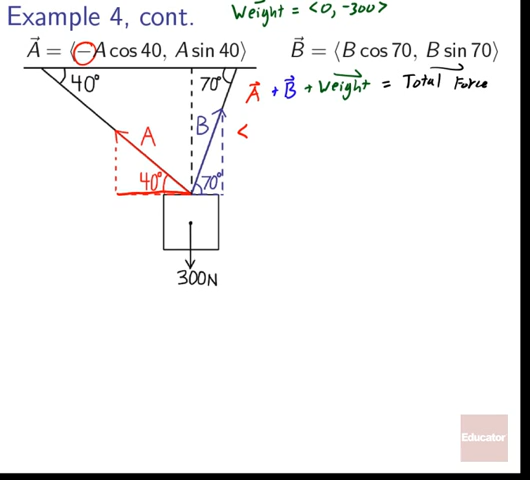 Weight = <0, -300>
Example 4, cont.
A⃗ = ⟨−A cos 40, A sin 40⟩ B⃗ = ⟨B cos 70, B sin 70⟩
40° 70° A⃗ + B⃗ + Weight = Total Force
A B <
40° 70°
300N
Educator